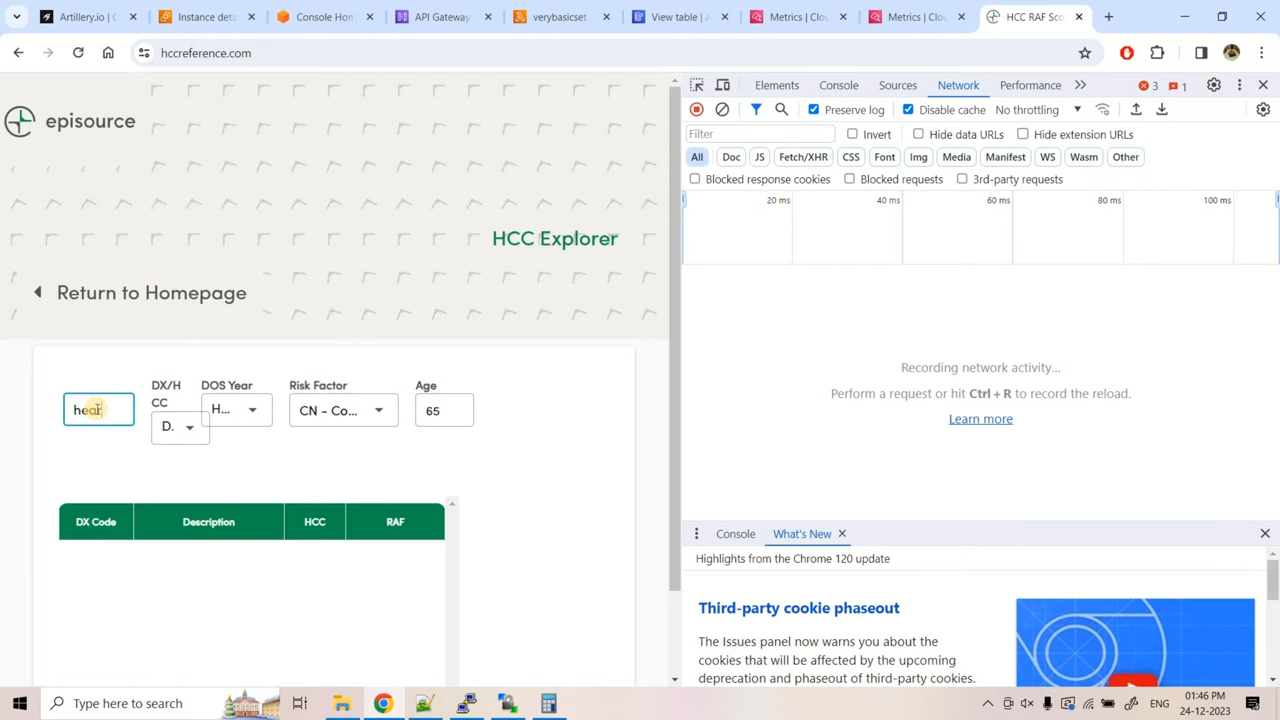 Artillery.io | C
Instance deta
Console Hom
API Gateway
verybasicset
View table | A
Metrics | Clou
Metrics | Clou
HCC RAF Sco
hccreference.com
episource
HCC Explorer
Return to Homepage
hear
DX/H
CC
D.
DOS Year
H...
Risk Factor
CN - Co...
Age
65
DX Code
Description
HCC
RAF
Elements
Console
Sources
Network
Performance
3
1
Preserve log
Disable cache
No throttling
Filter
Invert
Hide data URLs
Hide extension URLs
All
Doc
JS
Fetch/XHR
CSS
Font
Img
Media
Manifest
WS
Wasm
Other
Blocked response cookies
Blocked requests
3rd-party requests
20 ms
40 ms
60 ms
80 ms
100 ms
Recording network activity...
Perform a request or hit Ctrl + R to record the reload.
Learn more
Console
What's New
Highlights from the Chrome 120 update
Third-party cookie phaseout
The Issues panel now warns you about the
cookies that will be affected by the upcoming
deprecation and phaseout of third-party cookies.
Type here to search
ENG
01:46 PM
24-12-2023